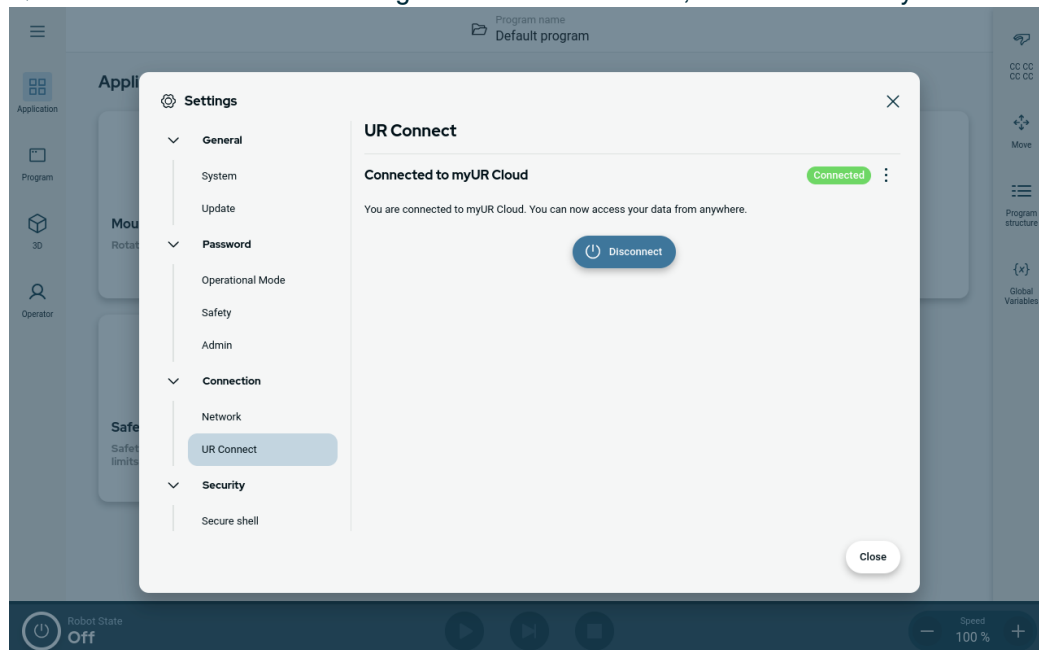 Program name
Default program
CC CC
CC CC
Appli
Application
Settings
General
UR Connect
Move
System
Connected to myUR Cloud
Connected
Program
Update
You are connected to myUR Cloud. You can now access your data from anywhere.
Program
structure
Mou
Rotat
Password
3D
Disconnect
Operational Mode
{x}
Global
Variables
Operator
Safety
Admin
Connection
Network
Safe
Safet
limits
UR Connect
Security
Secure shell
Close
Robot State
Off
Speed
100 %